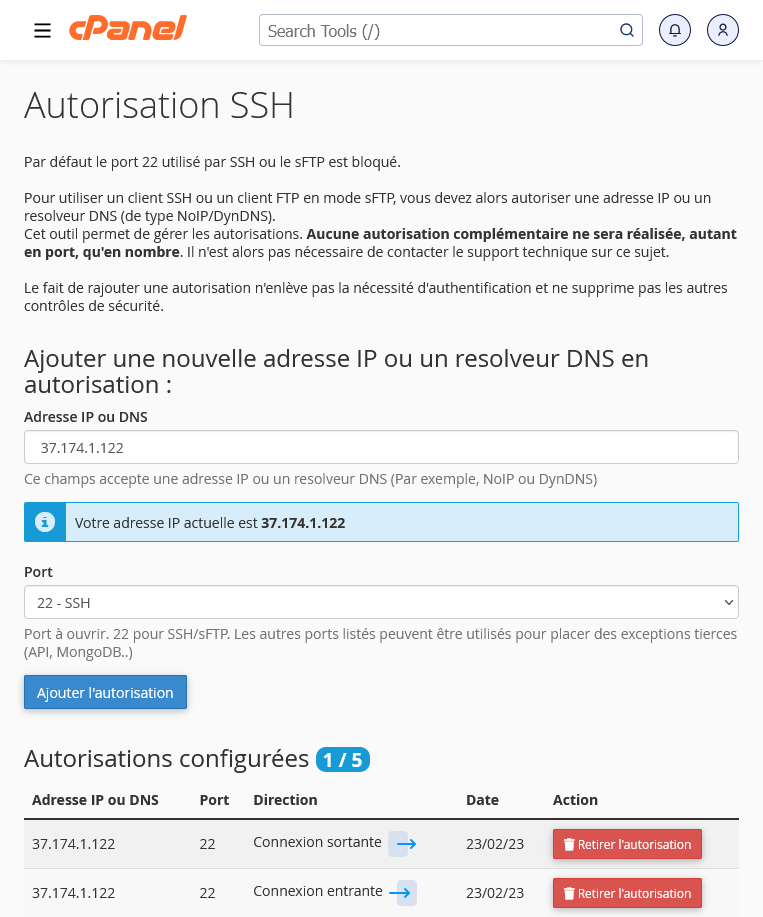 cPanel
Search Tools (/)
Autorisation SSH
Par défaut le port 22 utilisé par SSH ou le sFTP est bloqué.
Pour utiliser un client SSH ou un client FTP en mode sFTP, vous devez alors autoriser une adresse IP ou un
resolveur DNS (de type NoIP/DynDNS).
Cet outil permet de gérer les autorisations. Aucune autorisation complémentaire ne sera réalisée, autant
en port, qu'en nombre. Il n'est alors pas nécessaire de contacter le support technique sur ce sujet.
Le fait de rajouter une autorisation n'enlève pas la nécessité d'authentification et ne supprime pas les autres
contrôles de sécurité.
Ajouter une nouvelle adresse IP ou un resolveur DNS en
autorisation :
Adresse IP ou DNS
37.174.1.122
Ce champs accepte une adresse IP ou un resolveur DNS (Par exemple, NoIP ou DynDNS)
Votre adresse IP actuelle est 37.174.1.122
Port
22 - SSH
Port à ouvrir. 22 pour SSH/sFTP. Les autres ports listés peuvent être utilisés pour placer des exceptions tierces
(API, MongoDB..)
Ajouter l'autorisation
Autorisations configurées 1 / 5
Adresse IP ou DNS Port Direction Date Action
37.174.1.122 22 Connexion sortante 23/02/23 Retirer l'autorisation
37.174.1.122 22 Connexion entrante 23/02/23 Retirer l'autorisation